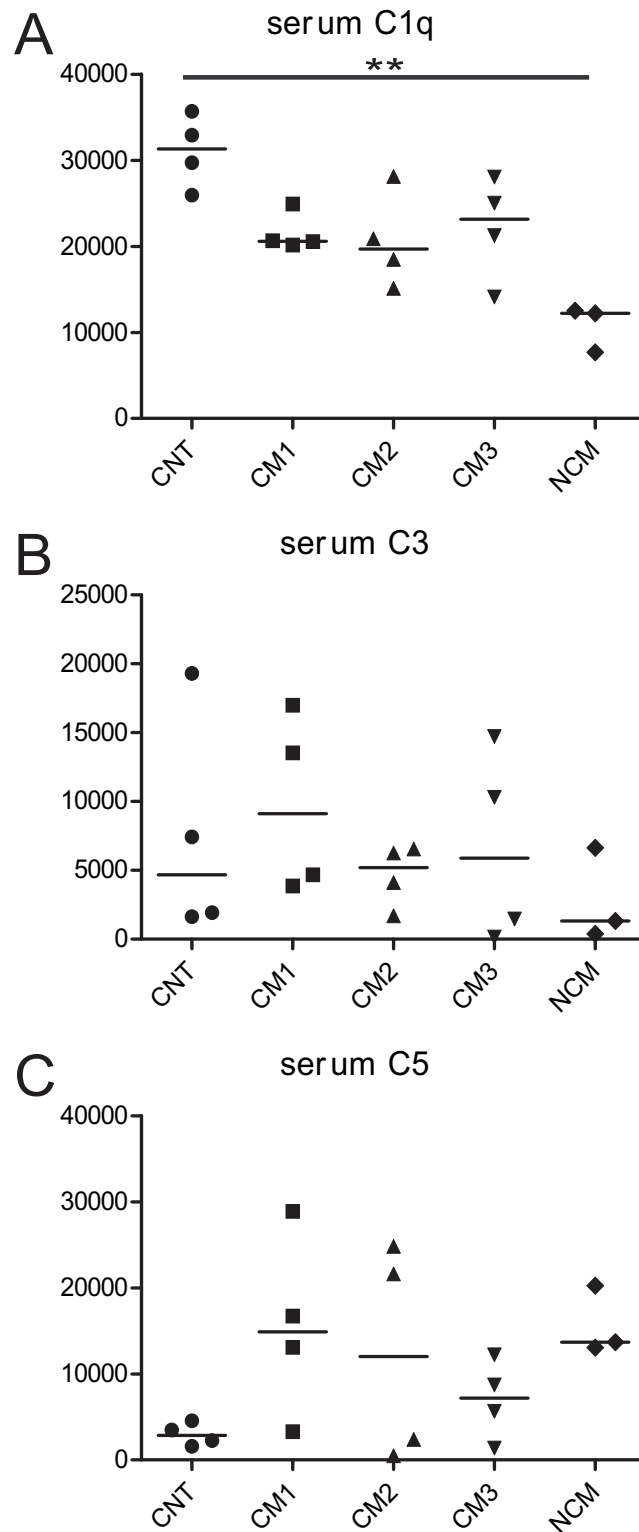 A
serum C1q
**
40000
30000
20000
10000
0
CNT
CM1
CM2
CM3
NCM
B
serum C3
25000
20000
15000
10000
5000
0
CNT
CM1
CM2
CM3
NCM
C
serum C5
40000
30000
20000
10000
0
CNT
CM1
CM2
CM3
NCM